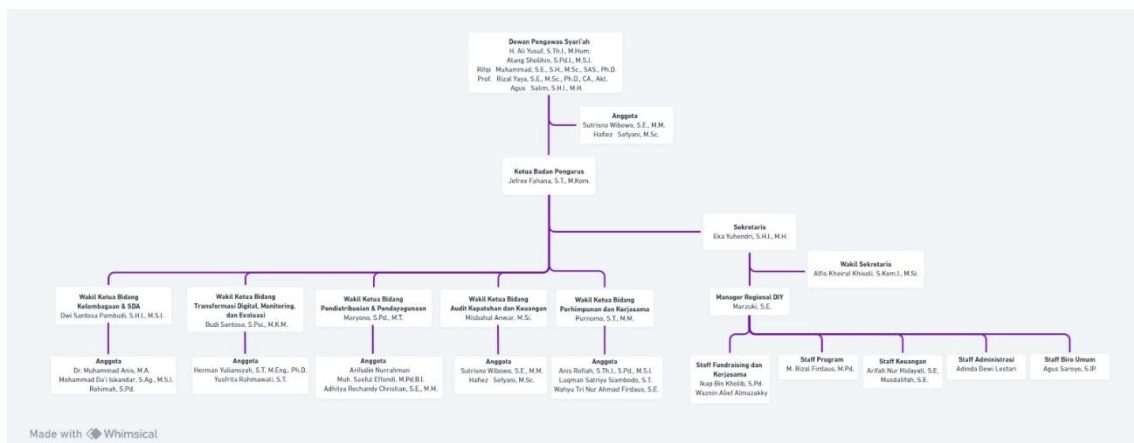 Dewan Pengawas Syari'ah
H. Ali Yusuf, S.Th.I., M.Hum.
Atang Sholihin, S.Pd.I., M.S.I.
Rifqi Muhammad, S.E., S.H., M.Sc., SAS., Ph.D.
Prof. Rizal Yaya, S.E., M.Sc., Ph.D., CA., Akt.
Agus Salim, S.H.I., M.H.
Anggota
Sutrisno Wibowo, S.E., M.M.
Hafiez Sofyani, M.Sc.
Ketua Badan Pengurus
Jefree Fahana, S.T., M.Kom.
Sekretaris
Eka Yuhendri, S.H.I., M.H.
Wakil Sekretaris
Alfis Khoirul Khisoli. S.Kom.I., M.Si.
Wakil Ketua Bidang
Kelembagaan & SDA
Dwi Santosa Pambudi, S.H.I., M.S.I.
Wakil Ketua Bidang
Transformasi Digital, Monitoring,
dan Evaluasi
Budi Santoso, S.Psi., M.K.M.
Wakil Ketua Bidang
Pendistribusian & Pendayagunaan
Maryono, S.Pd., M.T.
Wakil Ketua Bidang
Audit Kepatuhan dan Kauangan
Misbahul Anwar, M.Si.
Wakil Ketua Bidang
Perhimpunan dan Kerjasama
Purnomo, S.T., M.M.
Manager Regional DIY
Marzuki, S.E.
Anggota
Dr. Muhammad Anis, M.A.
Mohammad Da'i Iskandar, S.Ag., M.S.I.
Rohimah, S.Pd.
Anggota
Herman Yuliansyah, S.T, M.Eng., Ph.D.
Yusfrita Rahmawati, S.T.
Anggota
Arifudin Nurrahman
Muh. Saeful Effendi, M.Pd.B.I.
Adhitya Rechandy Christian, S.E., M.M.
Anggota
Sutrisno Wibowo, S.E., M.M.
Hafiez Sofyani, M.Sc.
Anggota
Anis Rofiah, S.Th.I., S.Pd., M.S.I.
Luqman Satriya Siambodo, S.T.
Wahyu Tri Nur Ahmad Firdaus, S.E.
Staff Fundraising dan
Kerjasama
Ikap Bin Kholib, S.Pd.
Waznin Alief Almuzakky
Staff Program
M. Rizal Firdaus, M.Pd.
Staff Keuangan
Arifah Nur Hidayati, S.E.
Musdalifah, S.E.
Staff Administrasi
Adinda Dewi Lestari
Staff Biro Umum
Agus Saroyo, S.IP.
Made with Whimsical